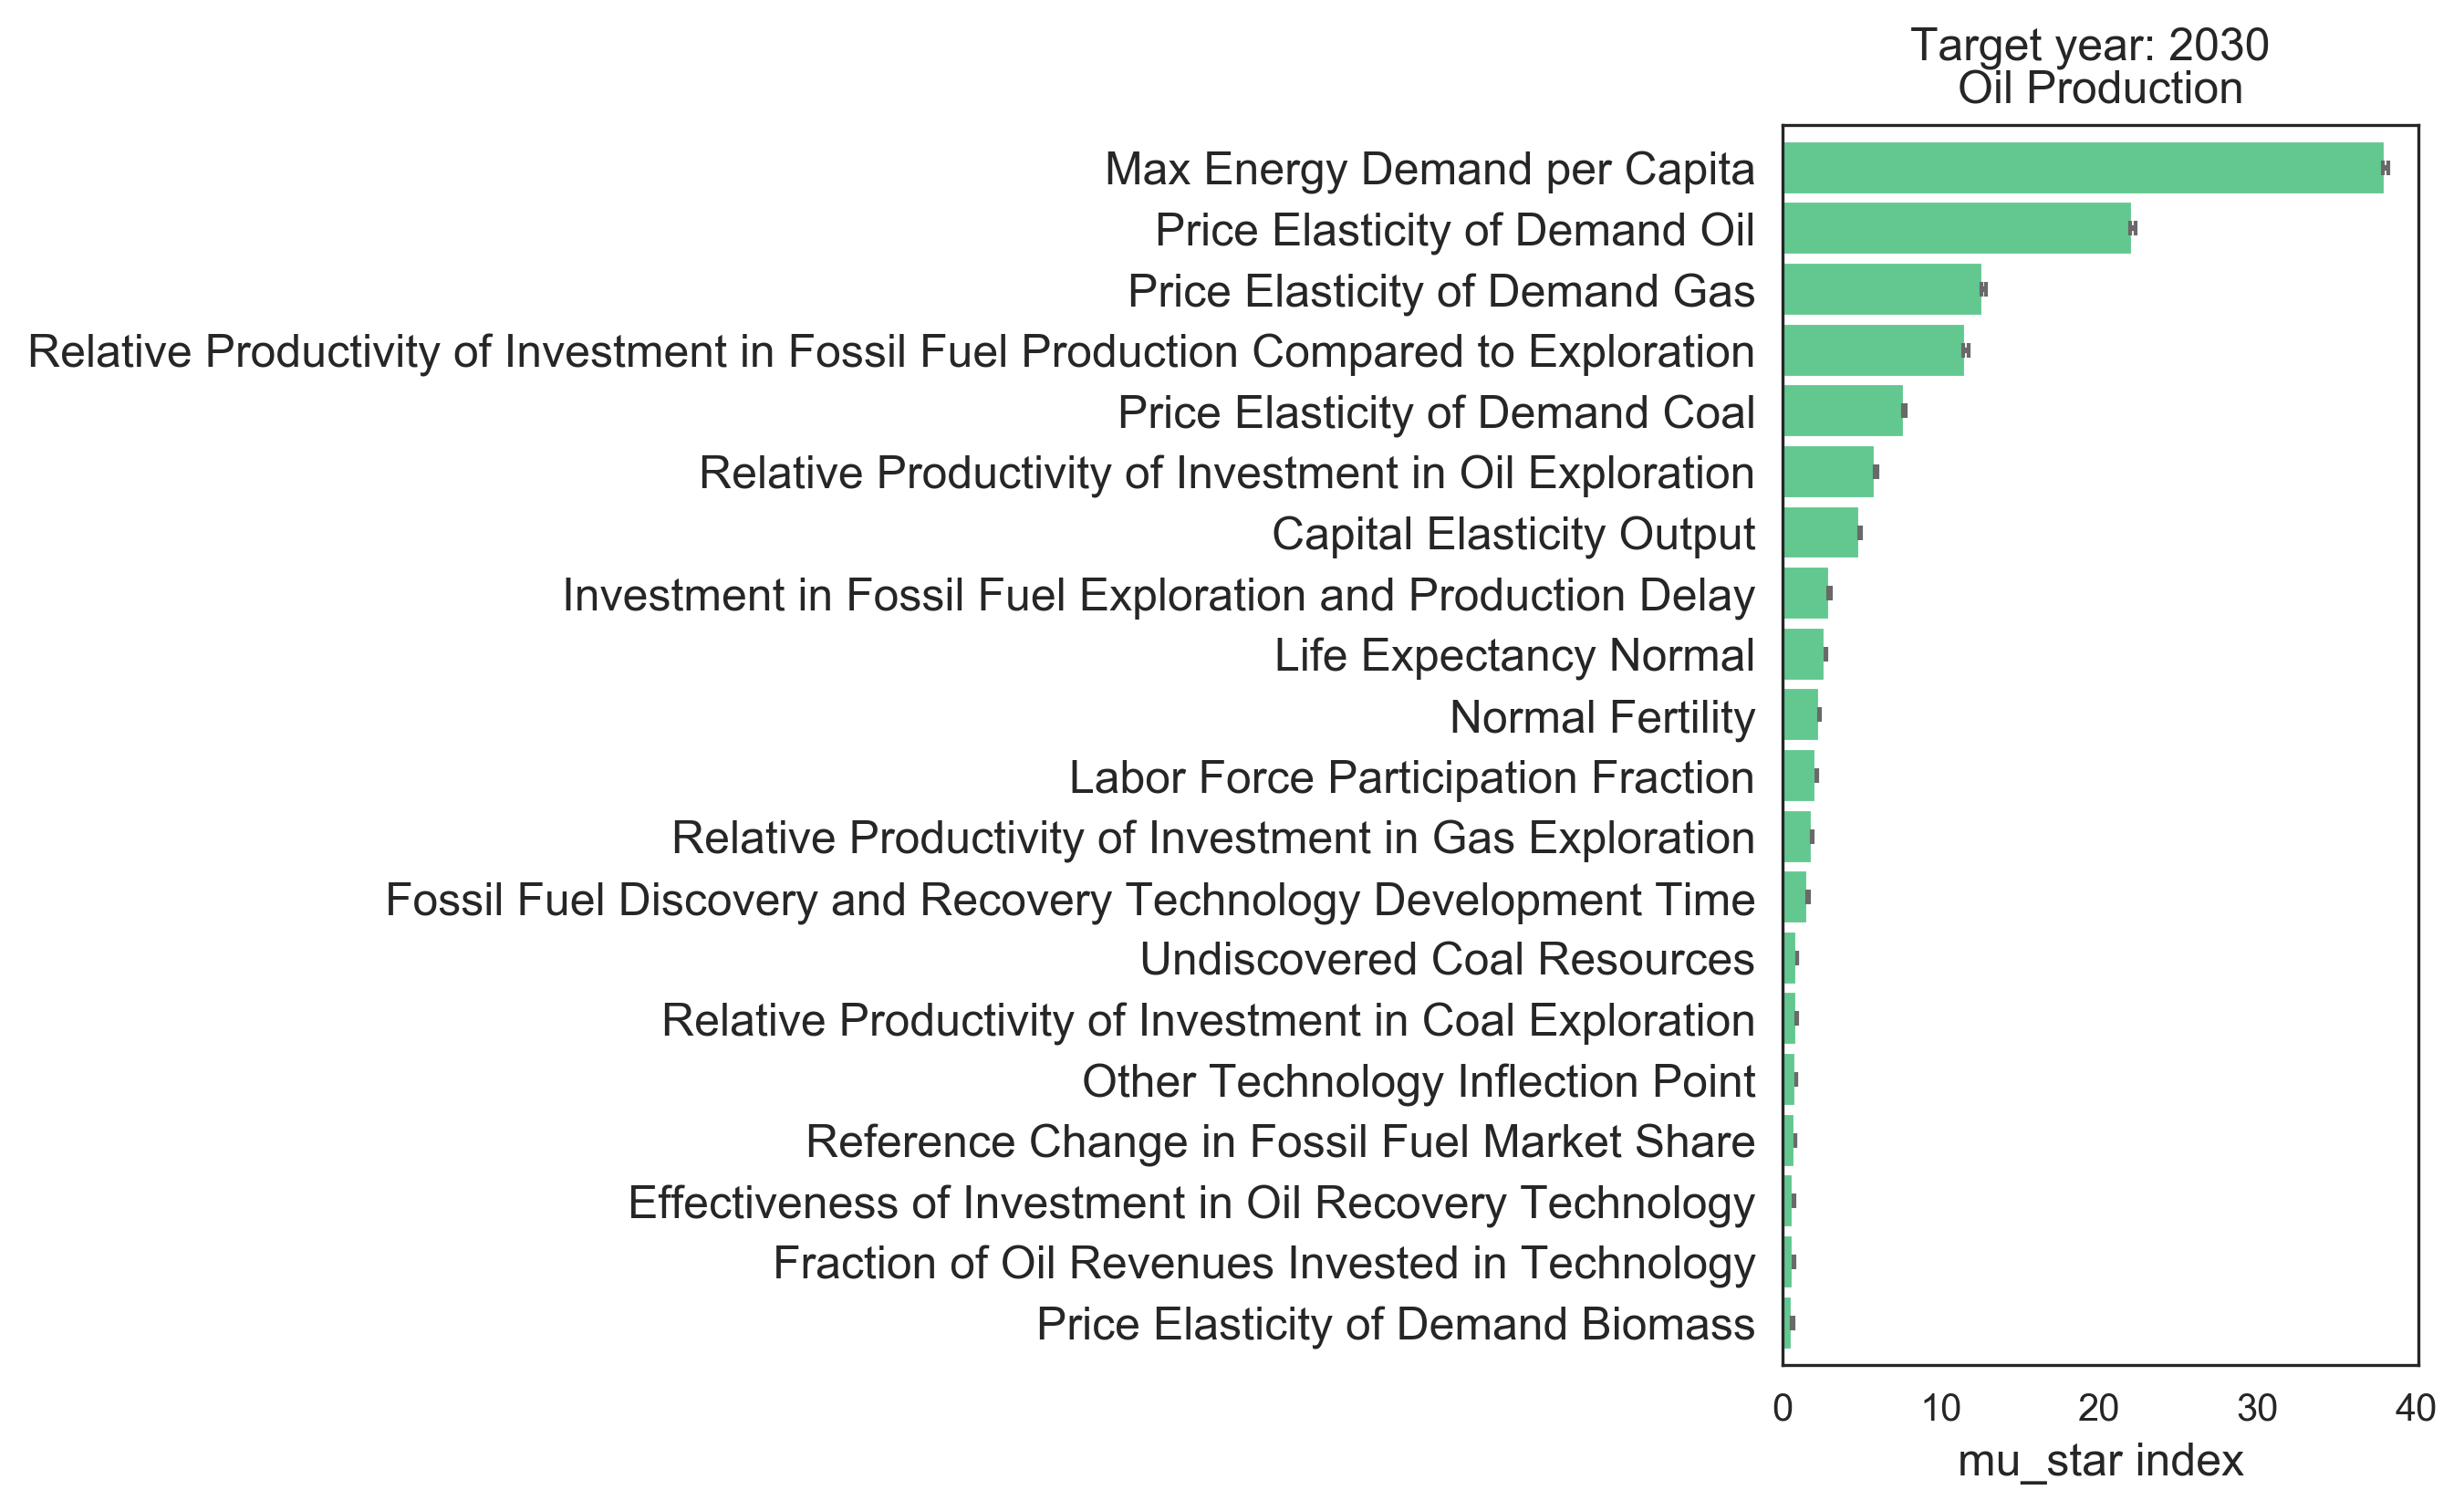 Target year: 2030
Oil Production
Max Energy Demand per Capita
Price Elasticity of Demand Oil
Price Elasticity of Demand Gas
Relative Productivity of Investment in Fossil Fuel Production Compared to Exploration
Price Elasticity of Demand Coal
Relative Productivity of Investment in Oil Exploration
Capital Elasticity Output
Investment in Fossil Fuel Exploration and Production Delay
Life Expectancy Normal
Normal Fertility
Labor Force Participation Fraction
Relative Productivity of Investment in Gas Exploration
Fossil Fuel Discovery and Recovery Technology Development Time
Undiscovered Coal Resources
Relative Productivity of Investment in Coal Exploration
Other Technology Inflection Point
Reference Change in Fossil Fuel Market Share
Effectiveness of Investment in Oil Recovery Technology
Fraction of Oil Revenues Invested in Technology
Price Elasticity of Demand Biomass
0 10 20 30 40
mu_star index